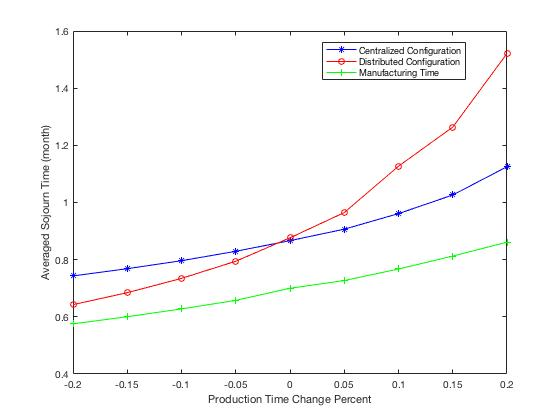 1.6
Centralized Configuration
Distributed Configuration
Manufacturing Time
1.4
1.2
1
0.8
0.6
0.4
Averaged Sojourn Time (month)
-0.2 -0.15 -0.1 -0.05 0 0.05 0.1 0.15 0.2
Production Time Change Percent